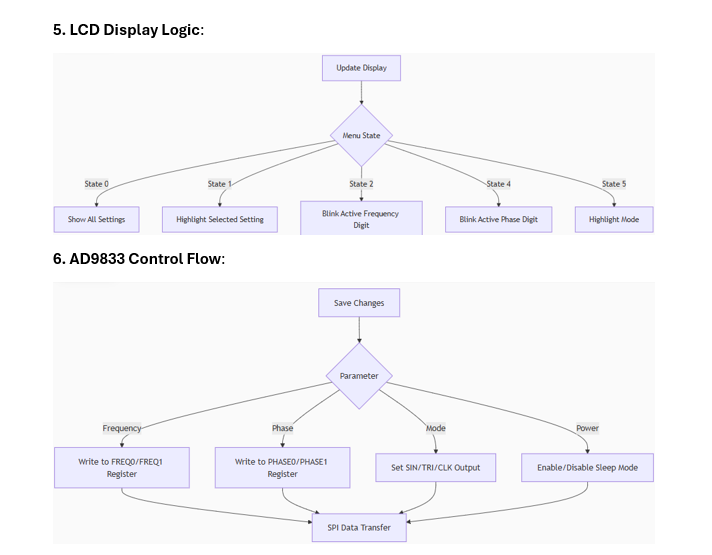 5. LCD Display Logic:
Update Display
Menu State
State 0
State 1
State 2
State 4
State 5
Show All Settings
Highlight Selected Setting
Blink Active Frequency
Digit
Blink Active Phase Digit
Highlight Mode
6. AD9833 Control Flow:
Save Changes
Parameter
Frequency
Phase
Mode
Power
Write to FREQ0/FREQ1
Register
Write to PHASE0/PHASE1
Register
Set SIN/TRI/CLK Output
Enable/Disable Sleep Mode
SPI Data Transfer